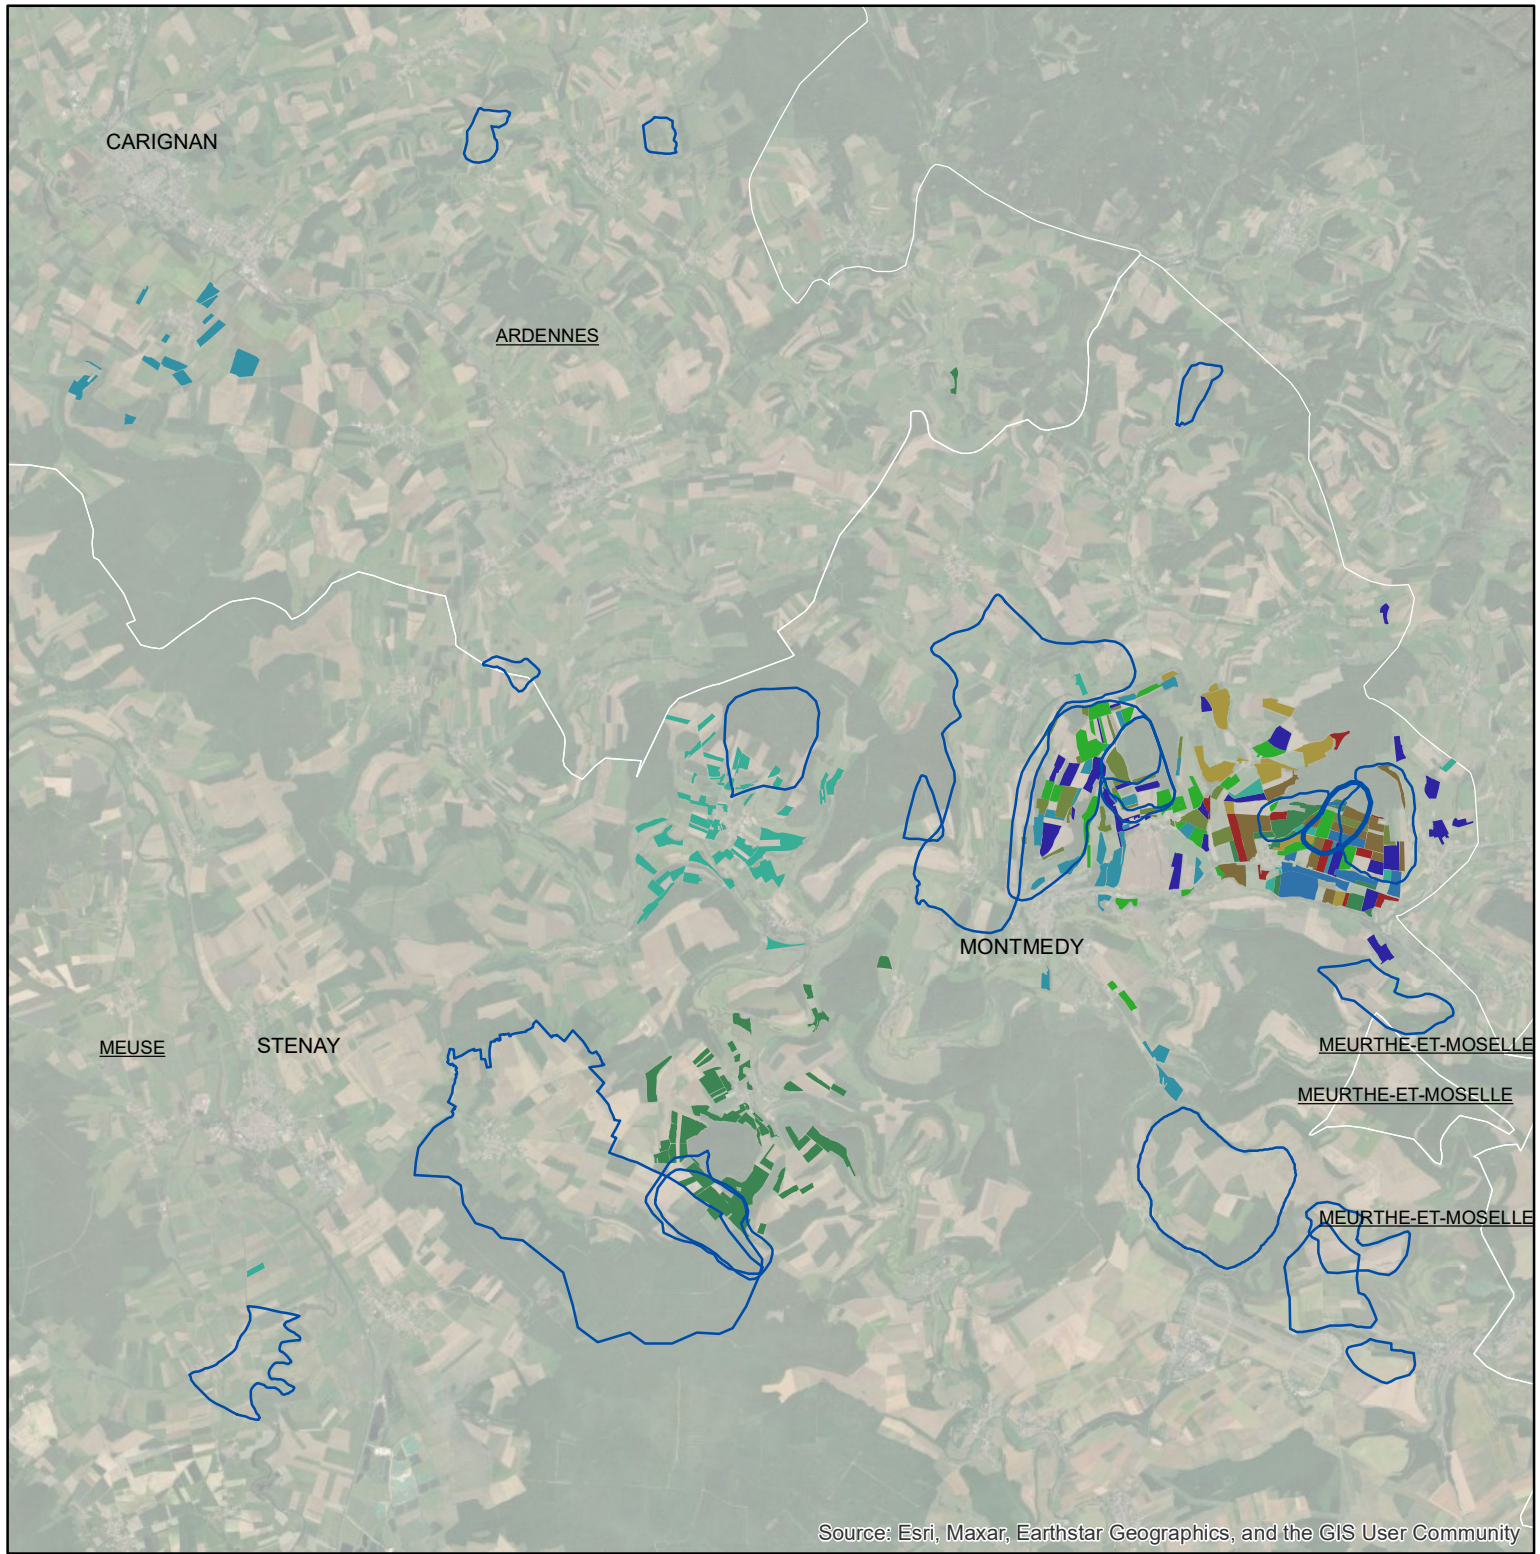 CARIGNAN
ARDENNES
MONTMEDY
MEUSE
STENAY
MEURTHE-ET-MOSELLE
MEURTHE-ET-MOSELLE
MEURTHE-ET-MOSELLE
Source: Esri, Maxar, Earthstar Geographics, and the GIS User Community